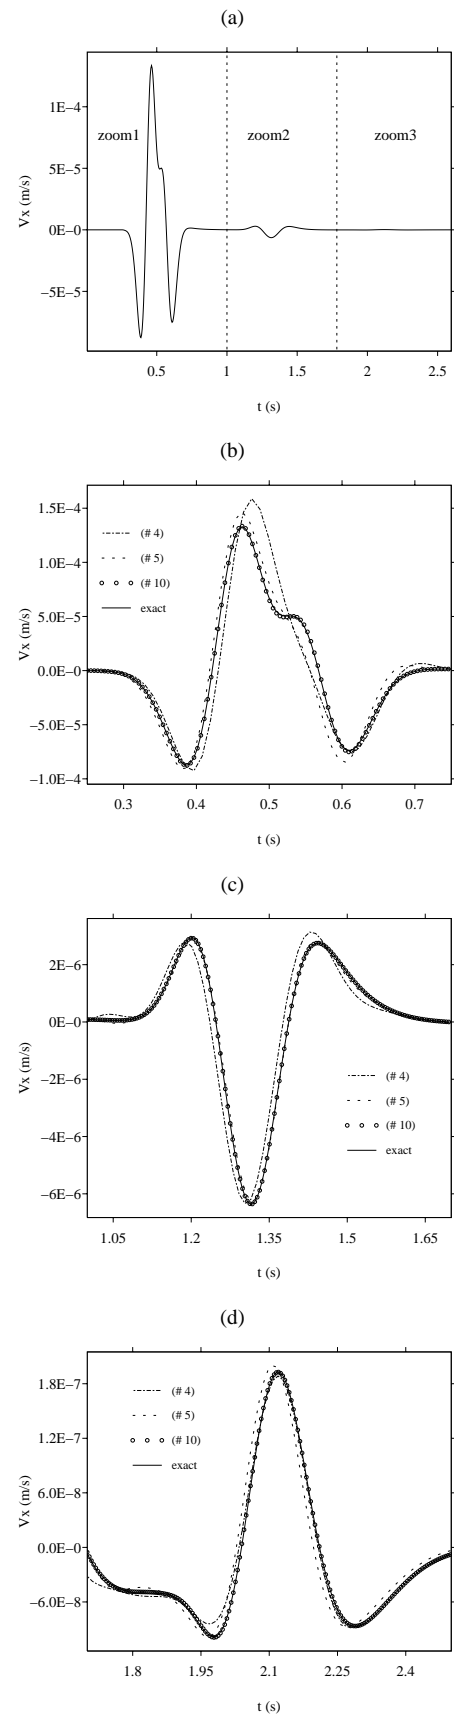 (a)
1E−4
5E−5
0E−0
−5E−5
Vx (m/s)
zoom1
zoom2
zoom3
0.5
1
1.5
2
2.5
t (s)
(b)
1.5E−4
1.0E−4
5.0E−5
0.0E−0
−5.0E−5
−1.0E−4
Vx (m/s)
(# 4)
(# 5)
(# 10)
exact
0.3
0.4
0.5
0.6
0.7
t (s)
(c)
2E−6
0E−0
−2E−6
−4E−6
−6E−6
Vx (m/s)
(# 4)
(# 5)
(# 10)
exact
1.05
1.2
1.35
1.5
1.65
t (s)
(d)
1.8E−7
1.2E−7
6.0E−8
0.0E−0
−6.0E−8
Vx (m/s)
(# 4)
(# 5)
(# 10)
exact
1.8
1.95
2.1
2.25
2.4
t (s)